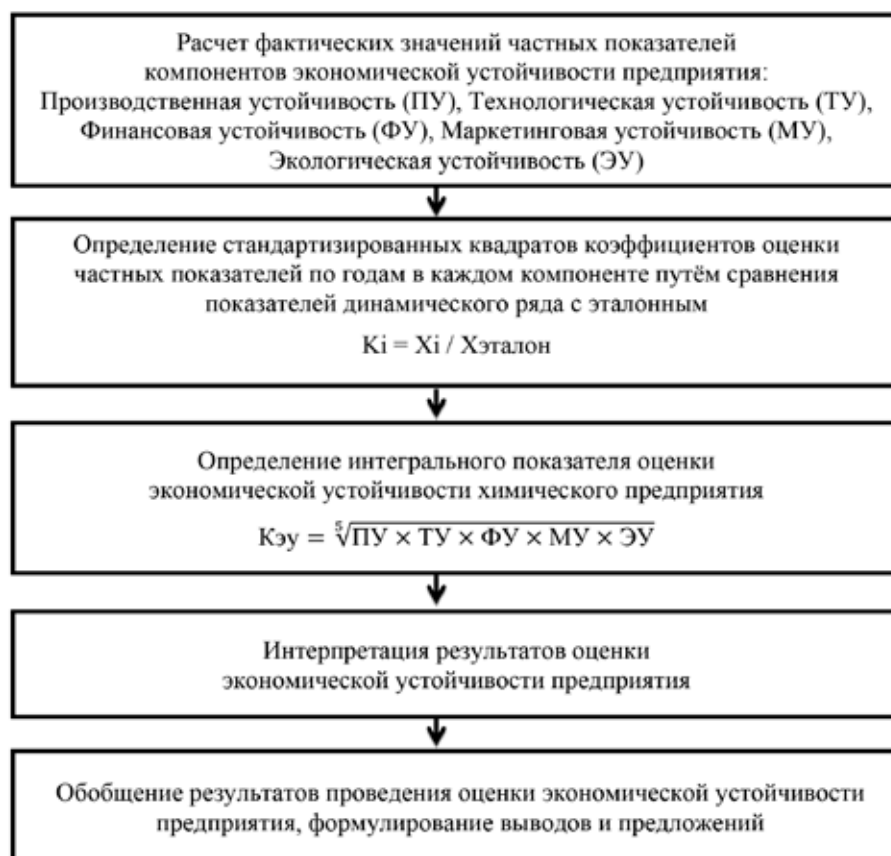 Расчет фактических значений частных показателей
компонентов экономической устойчивости предприятия:
Производственная устойчивость (ПУ), Технологическая устойчивость (ТУ),
Финансовая устойчивость (ФУ), Маркетинговая устойчивость (МУ),
Экологическая устойчивость (ЭУ)
Определение стандартизированных квадратов коэффициентов оценки
частных показателей по годам в каждом компоненте путём сравнения
показателей динамического ряда с эталонным
Ki = Xi / Xэталон
Определение интегрального показателя оценки
экономической устойчивости химического предприятия
Кэу = ⁵√ПУ × ТУ × ФУ × МУ × ЭУ
Интерпретация результатов оценки
экономической устойчивости предприятия
Обобщение результатов проведения оценки экономической устойчивости
предприятия, формулирование выводов и предложений